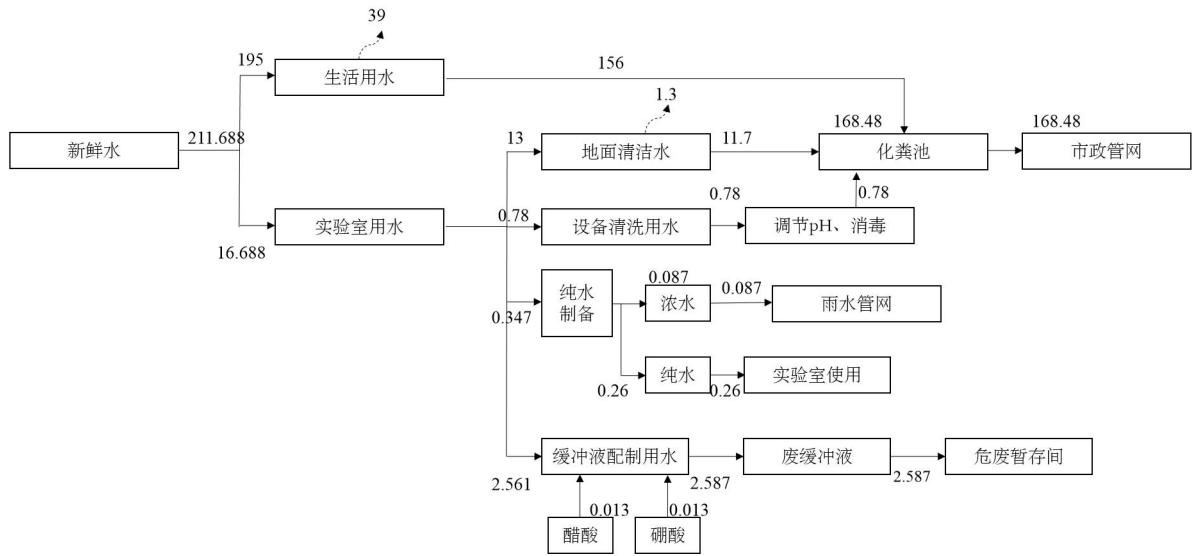 39
195
生活用水
156
1.3
新鲜水
211.688
13
地面清洁水
11.7
168.48
化粪池
168.48
市政管网
16.688
实验室用水
0.78
设备清洗用水
0.78
调节pH、消毒
0.78
0.347
纯水
制备
0.087
浓水
0.087
雨水管网
0.26
纯水
0.26
实验室使用
2.561
缓冲液配制用水
2.587
废缓冲液
2.587
危废暂存间
0.013
0.013
醋酸
硼酸